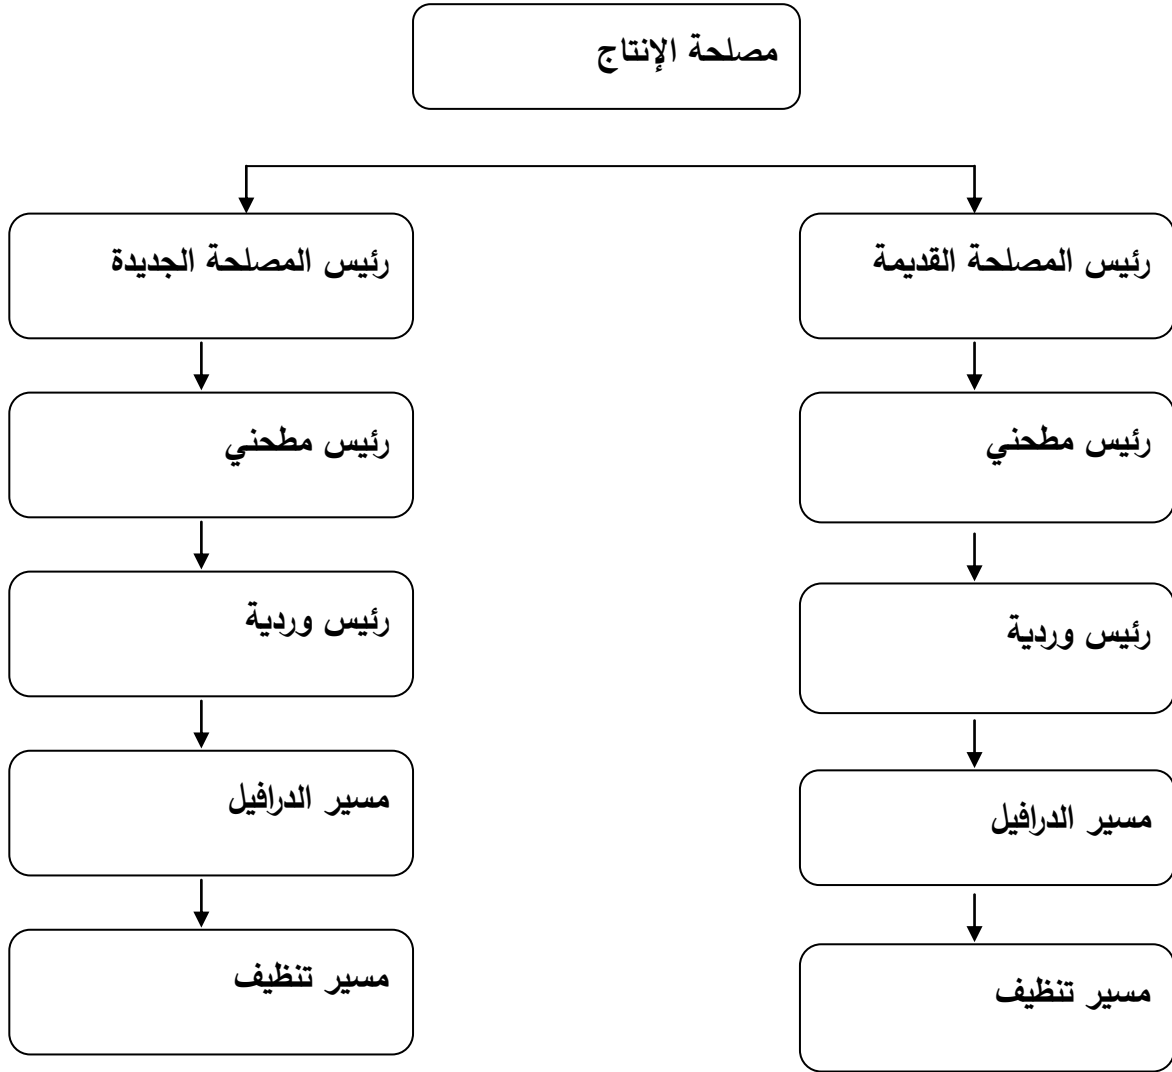 مصلحة الإنتاج
رئيس المصلحة القديمة
رئيس المصلحة الجديدة
رئيس مطحني
رئيس مطحني
رئيس وردية
رئيس وردية
مسير الدرافيل
مسير الدرافيل
مسير تنظيف
مسير تنظيف